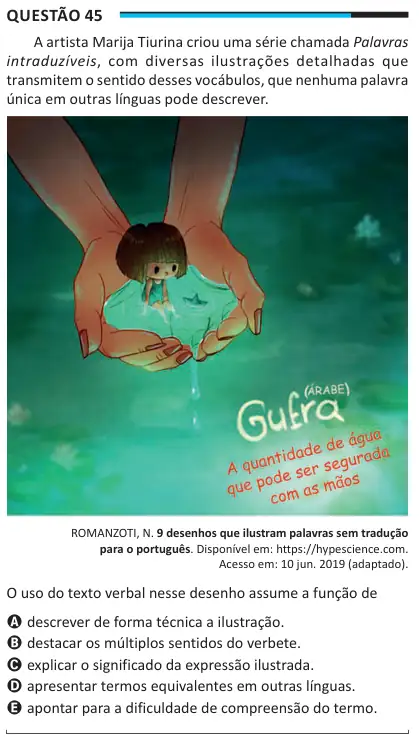 QUESTÃO 45
A artista Marija Tiurina criou uma série chamada Palavras
intraduzíveis, com diversas ilustrações detalhadas que
transmitem o sentido desses vocábulos, que nenhuma palavra
única em outras línguas pode descrever.
(ÁRABE)
Gufra
A quantidade de água
que pode ser segurada
com as mãos
ROMANZOTI, N. 9 desenhos que ilustram palavras sem tradução
para o português. Disponível em: https://hypescience.com.
Acesso em: 10 jun. 2019 (adaptado).
O uso do texto verbal nesse desenho assume a função de
A descrever de forma técnica a ilustração.
B destacar os múltiplos sentidos do verbete.
C explicar o significado da expressão ilustrada.
D apresentar termos equivalentes em outras línguas.
E apontar para a dificuldade de compreensão do termo.